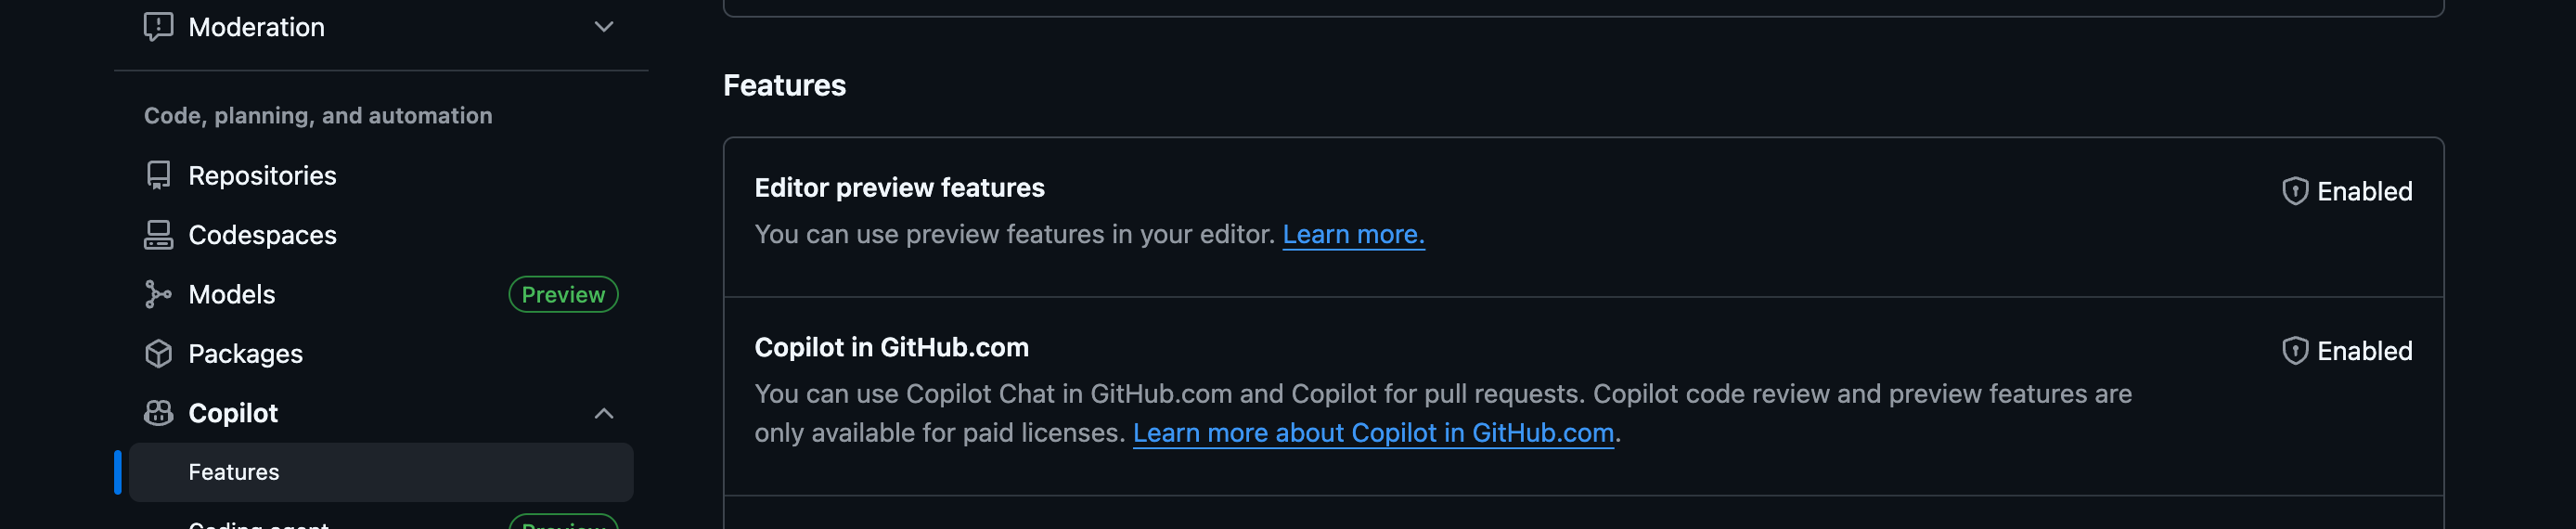 Moderation
Code, planning, and automation
Repositories
Codespaces
Models
Preview
Packages
Copilot
Features
Coding agent
Preview
Features
Editor preview features
Enabled
You can use preview features in your editor. Learn more.
Copilot in GitHub.com
Enabled
You can use Copilot Chat in GitHub.com and Copilot for pull requests. Copilot code review and preview features are
only available for paid licenses. Learn more about Copilot in GitHub.com.